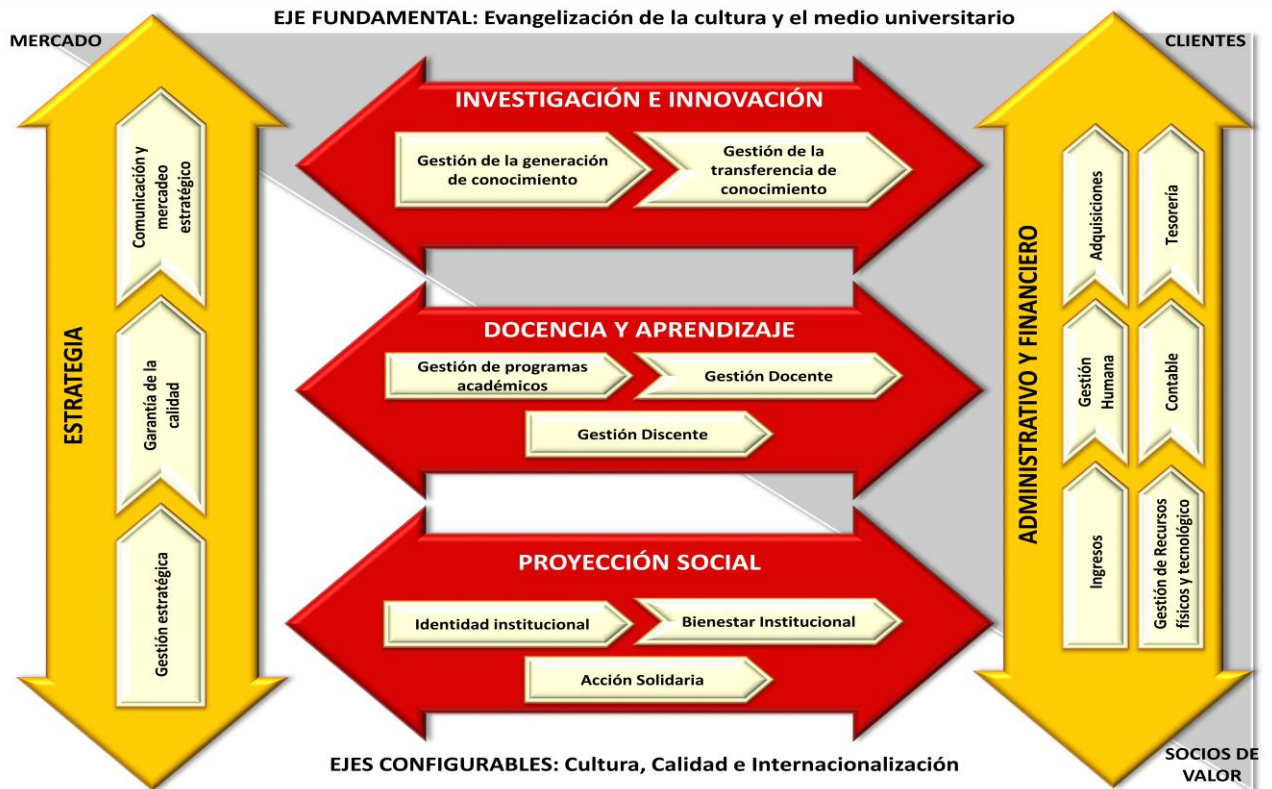 EJE FUNDAMENTAL: Evangelización de la cultura y el medio universitario
MERCADO
CLIENTES
ESTRATEGIA
Comunicación y
mercadeo
estratégico
Garantía de la
calidad
Gestión estratégica
INVESTIGACIÓN E INNOVACIÓN
Gestión de la generación
de conocimiento
Gestión de la
transferencia de
conocimiento
DOCENCIA Y APRENDIZAJE
Gestión de programas
académicos
Gestión Docente
Gestión Discente
PROYECCIÓN SOCIAL
Identidad institucional
Bienestar Institucional
Acción Solidaria
ADMINISTRATIVO Y FINANCIERO
Adquisiciones
Tesorería
Gestión
Humana
Contable
Ingresos
Gestión de Recursos
físicos y tecnológico
EJES CONFIGURABLES: Cultura, Calidad e Internacionalización
SOCIOS DE
VALOR